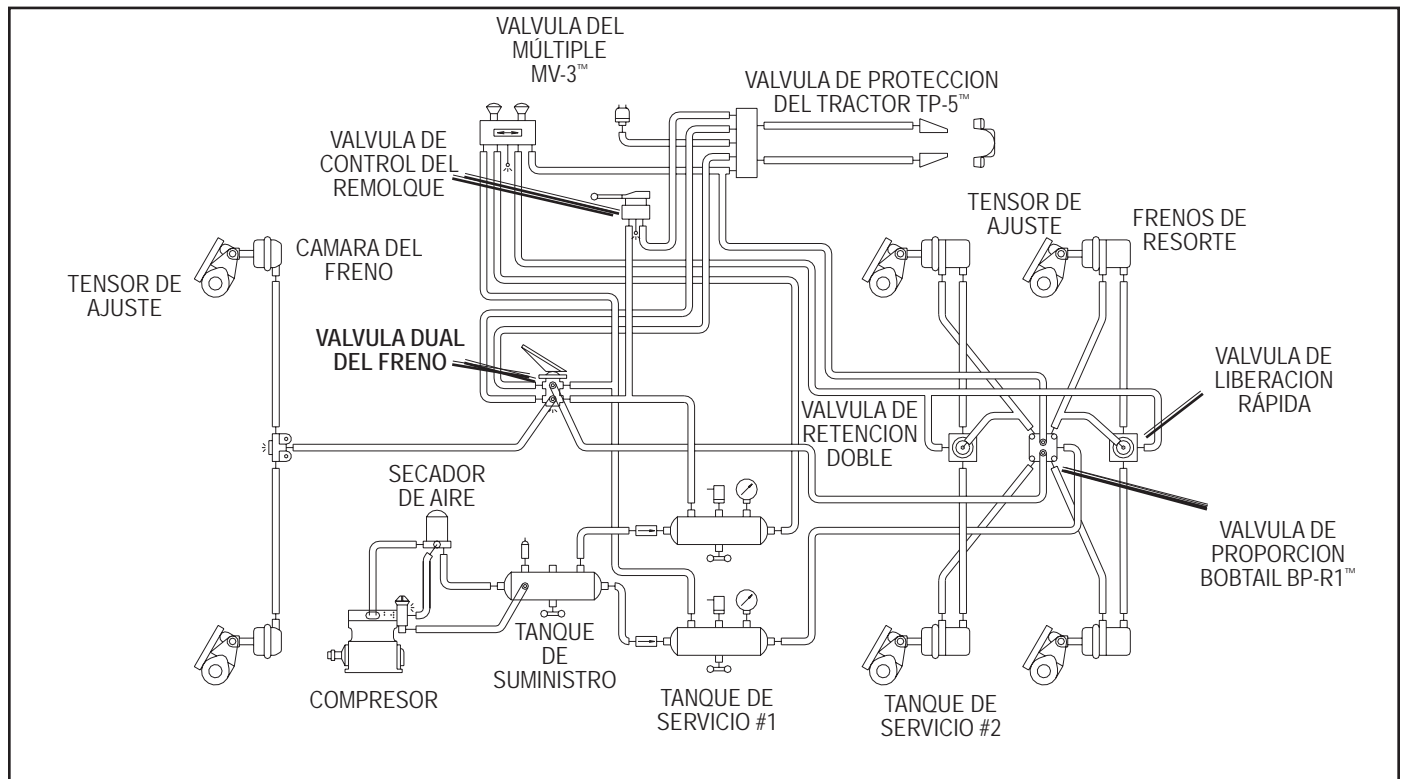 VALVULA DEL
MÚLTIPLE
MV-3™
VALVULA DE PROTECCION
DEL TRACTOR TP-5™
VALVULA DE
CONTROL DEL
REMOLQUE
TENSOR DE
AJUSTE
FRENOS DE
RESORTE
CAMARA DEL
FRENO
TENSOR DE
AJUSTE
VALVULA DUAL
DEL FRENO
VALVULA DE
LIBERACION
RÁPIDA
VALVULA DE
RETENCION
DOBLE
SECADOR
DE AIRE
VALVULA DE
PROPORCION
BOBTAIL BP-R1™
TANQUE
DE
SUMINISTRO
COMPRESOR
TANQUE DE
SERVICIO #1
TANQUE DE
SERVICIO #2